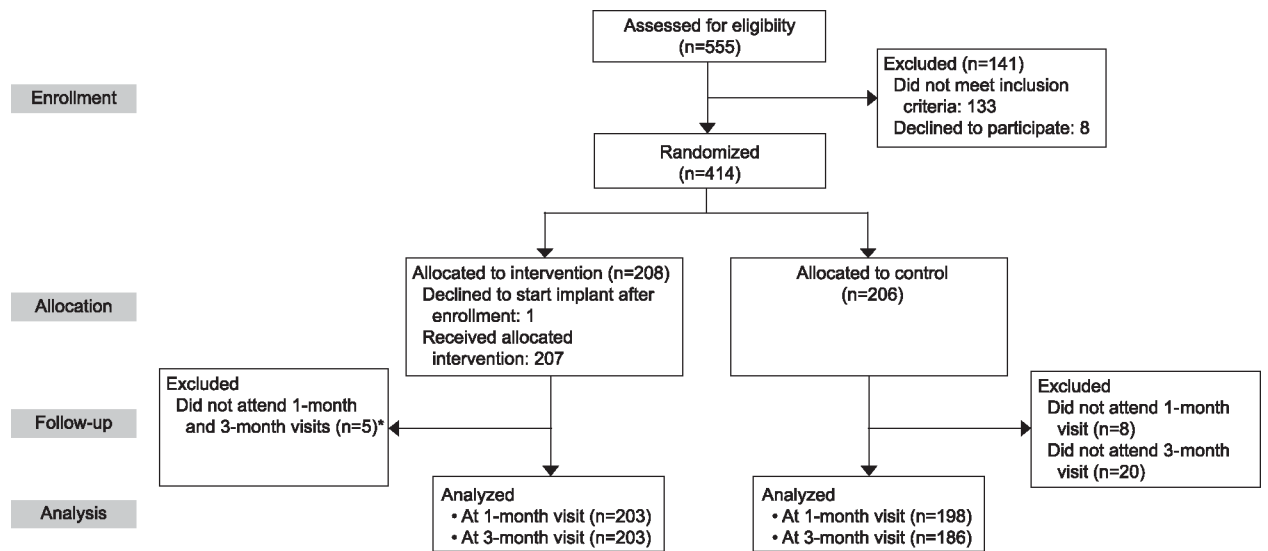 Assessed for eligibiity
(n=555)
Excluded (n=141)
Did not meet inclusion
criteria: 133
Declined to participate: 8
Enrollment
Randomized
(n=414)
Allocated to intervention (n=208)
Declined to start implant after
enrollment: 1
Received allocated
intervention: 207
Allocated to control
(n=206)
Allocation
Excluded
Did not attend 1-month
and 3-month visits (n=5)*
Excluded
Did not attend 1-month
visit (n=8)
Did not attend 3-month
visit (n=20)
Follow-up
Analyzed
• At 1-month visit (n=203)
• At 3-month visit (n=203)
Analyzed
• At 1-month visit (n=198)
• At 3-month visit (n=186)
Analysis